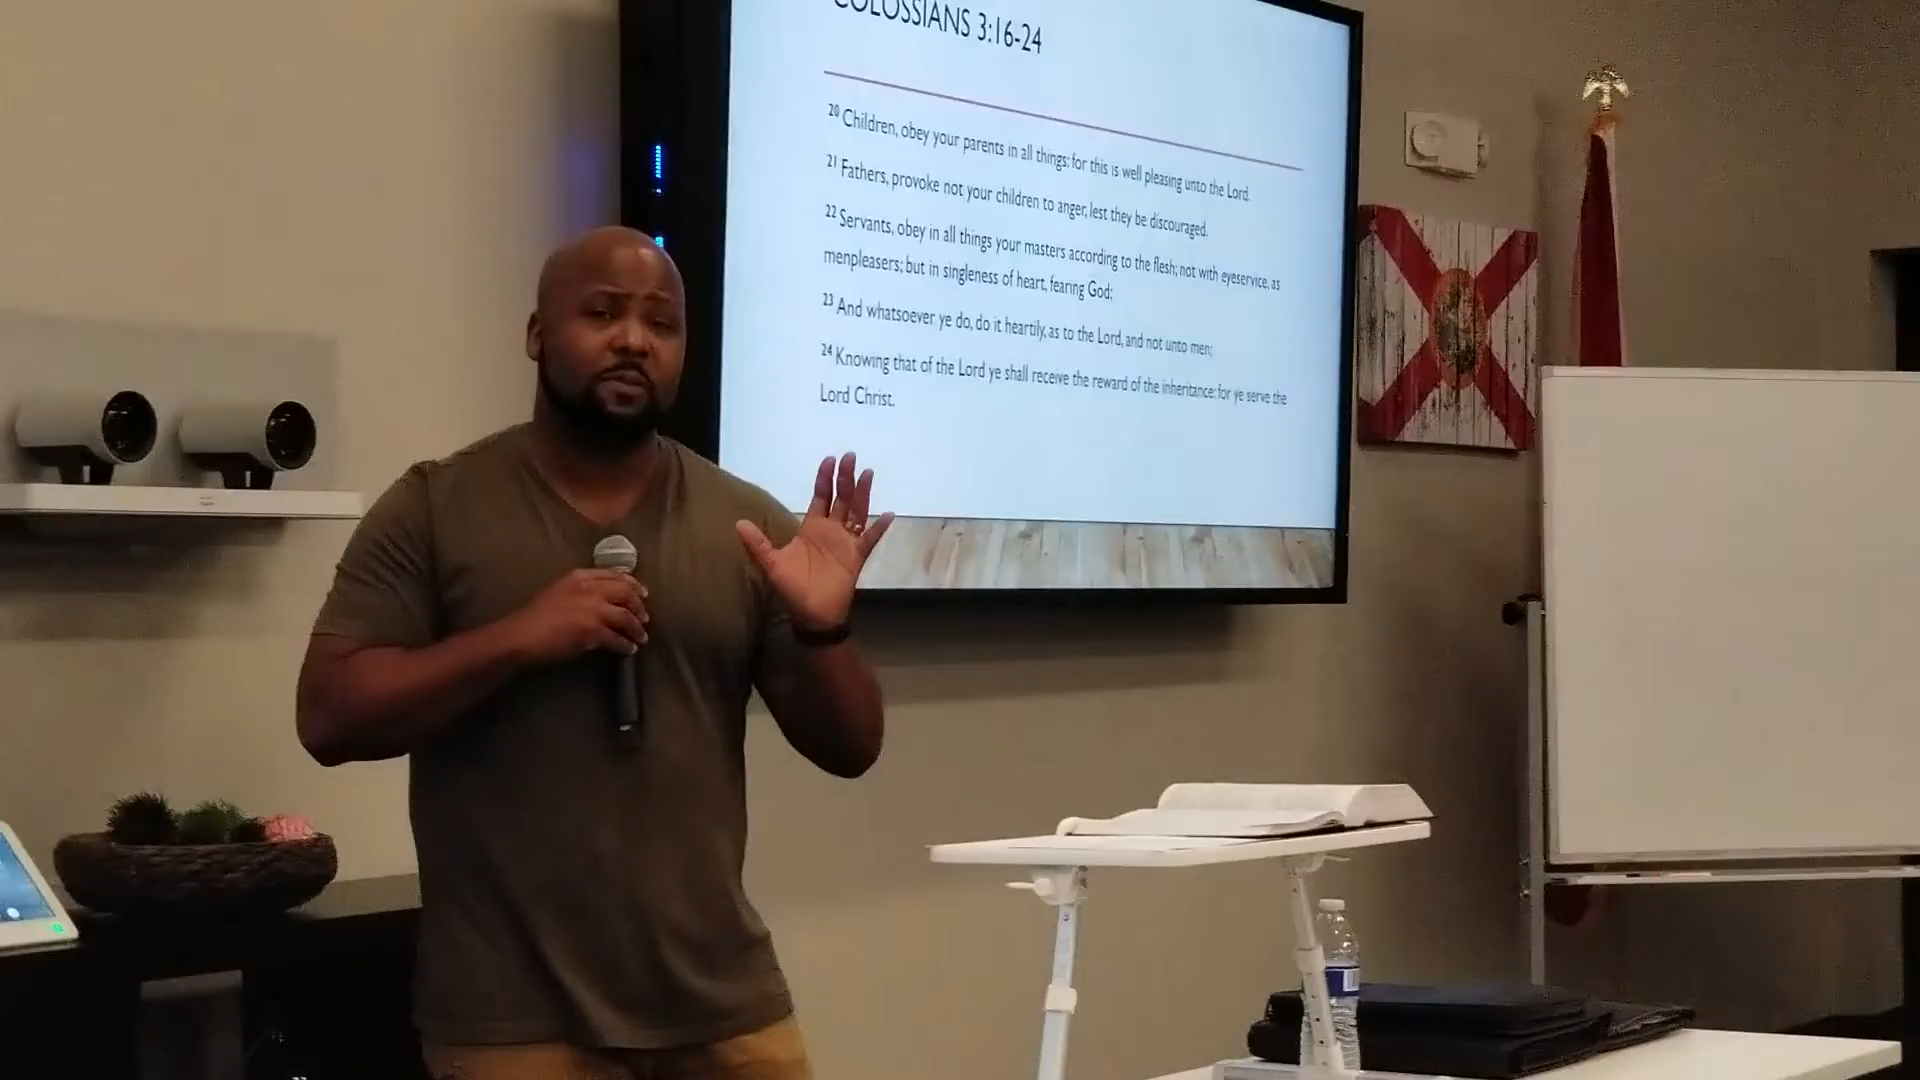 COLOSSIANS 3:16-24
20 Children, obey your parents in all things: for this is well pleasing unto the Lord.
21 Fathers, provoke not your children to anger, lest they be discouraged.
22 Servants, obey in all things your masters according to the flesh; not with eyeservice, as
menpleasers; but in singleness of heart, fearing God:
23 And whatsoever ye do, do it heartily, as to the Lord, and not unto men;
24 Knowing that of the Lord ye shall receive the reward of the inheritance: for ye serve the
Lord Christ.